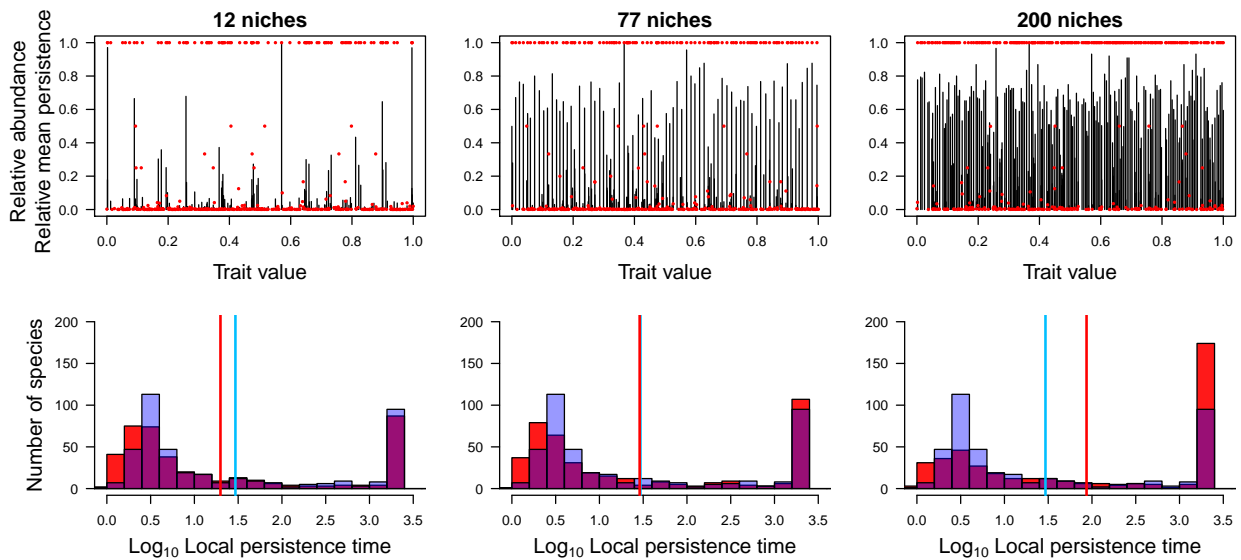 12 niches
77 niches
200 niches
Relative abundance
Relative mean persistence
1.0
0.8
0.6
0.4
0.2
0.0
0.0 0.2 0.4 0.6 0.8 1.0
Trait value
1.0
0.8
0.6
0.4
0.2
0.0
0.0 0.2 0.4 0.6 0.8 1.0
Trait value
1.0
0.8
0.6
0.4
0.2
0.0
0.0 0.2 0.4 0.6 0.8 1.0
Trait value
Number of species
200
150
100
50
0
0.0 0.5 1.0 1.5 2.0 2.5 3.0 3.5
Log₁₀ Local persistence time
200
150
100
50
0
0.0 0.5 1.0 1.5 2.0 2.5 3.0 3.5
Log₁₀ Local persistence time
200
150
100
50
0
0.0 0.5 1.0 1.5 2.0 2.5 3.0 3.5
Log₁₀ Local persistence time